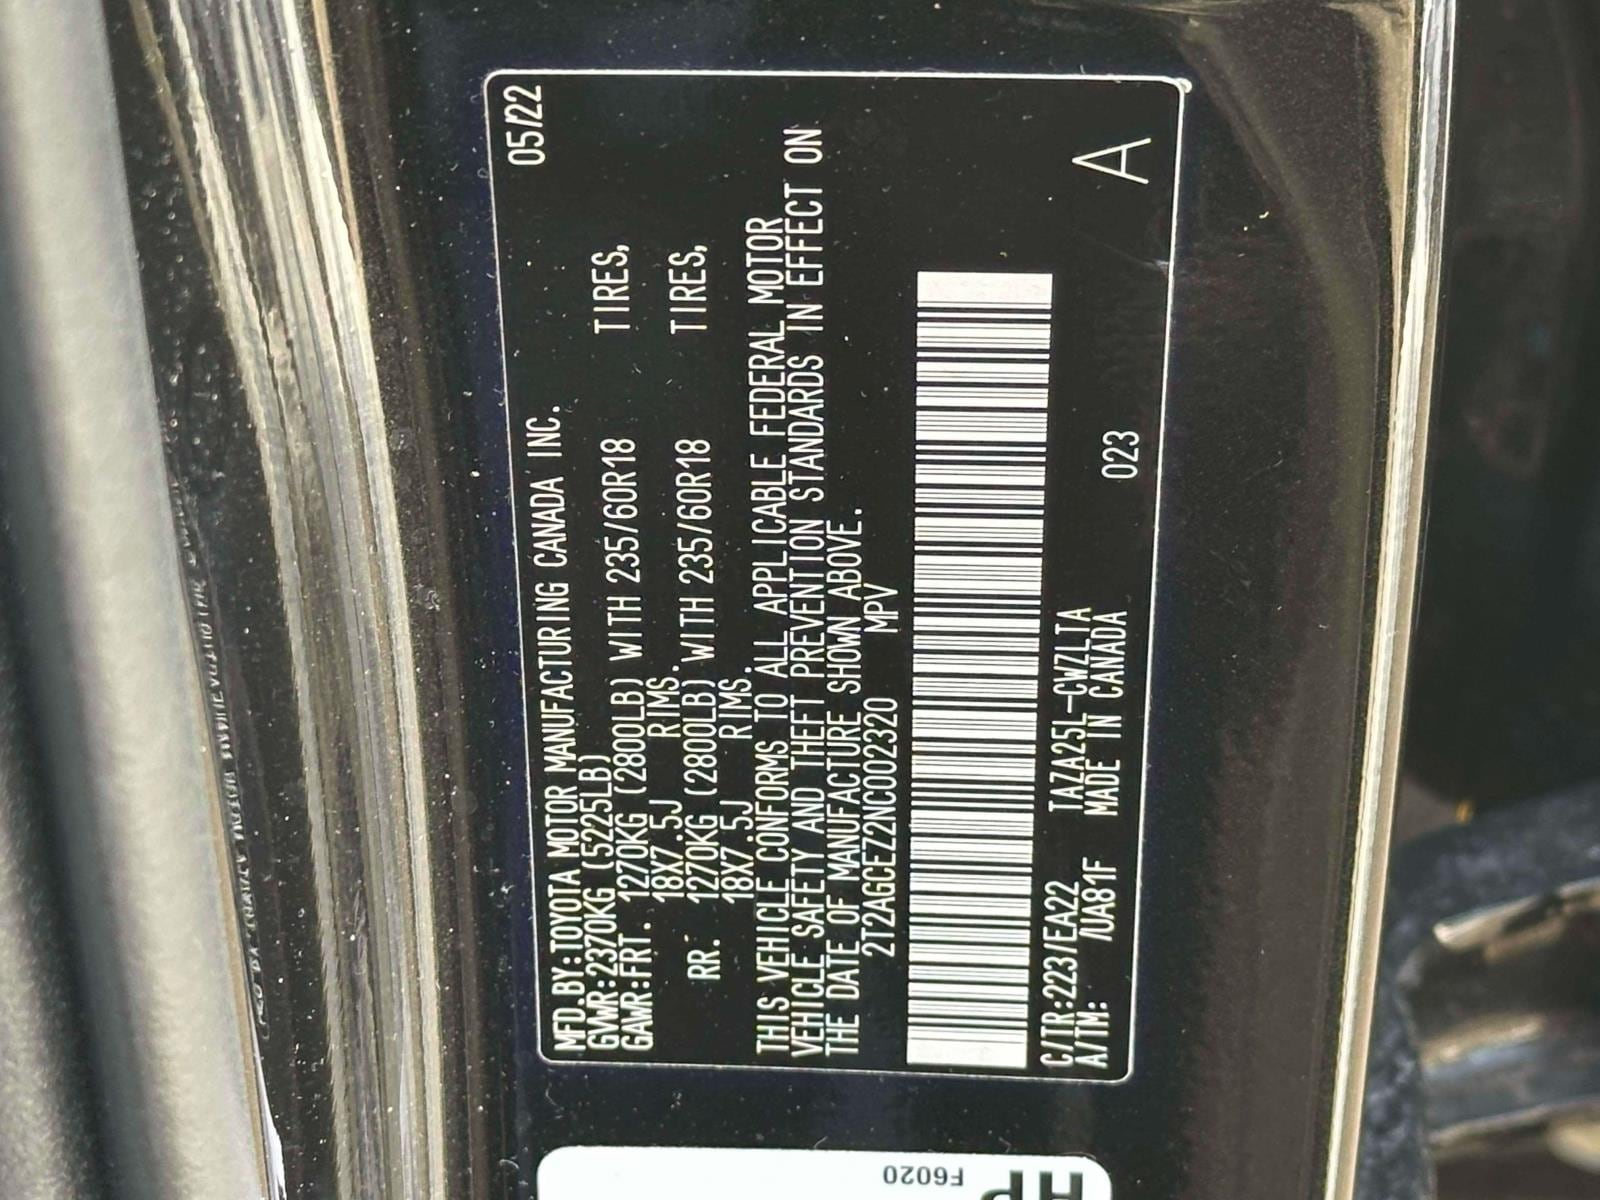 MFD.BY:TOYOTA MOTOR MANUFACTURING CANADA INC. 05/22
GVWR:2370KG (5225LB)
GAWR:FRT. 1270KG (2800LB) WITH 235/60R18 TIRES,
18X7.5J RIMS.
RR. 1270KG (2800LB) WITH 235/60R18 TIRES,
18X7.5J RIMS.
THIS VEHICLE CONFORMS TO ALL APPLICABLE FEDERAL MOTOR
VEHICLE SAFETY AND THEFT PREVENTION STANDARDS IN EFFECT ON
THE DATE OF MANUFACTURE SHOWN ABOVE.
2T2AGCEZ2NC002320 MPV
C/TR:223/EA22 TAZA25L-CWZLTA
A/TM: /UA81F MADE IN CANADA 023
A
F6020